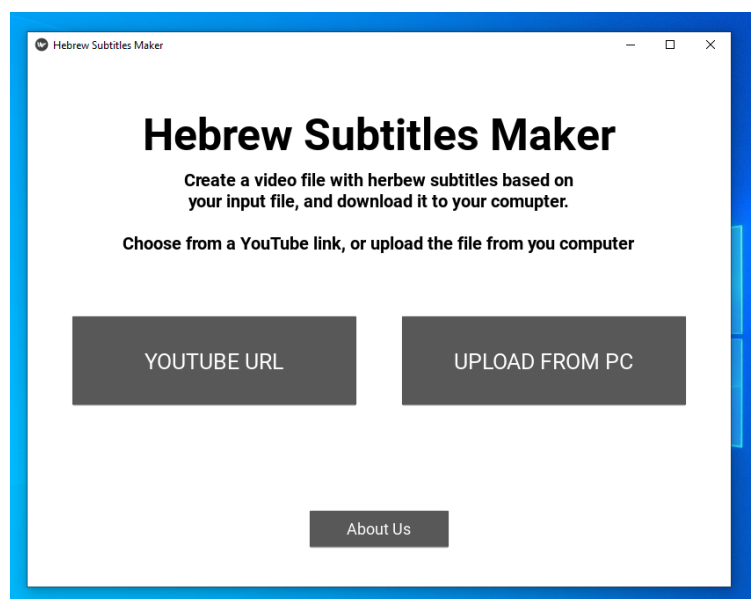 Hebrew Subtitles Maker
Hebrew Subtitles Maker
Create a video file with herbew subtitles based on
your input file, and download it to your comupter.
Choose from a YouTube link, or upload the file from you computer
YOUTUBE URL
UPLOAD FROM PC
About Us